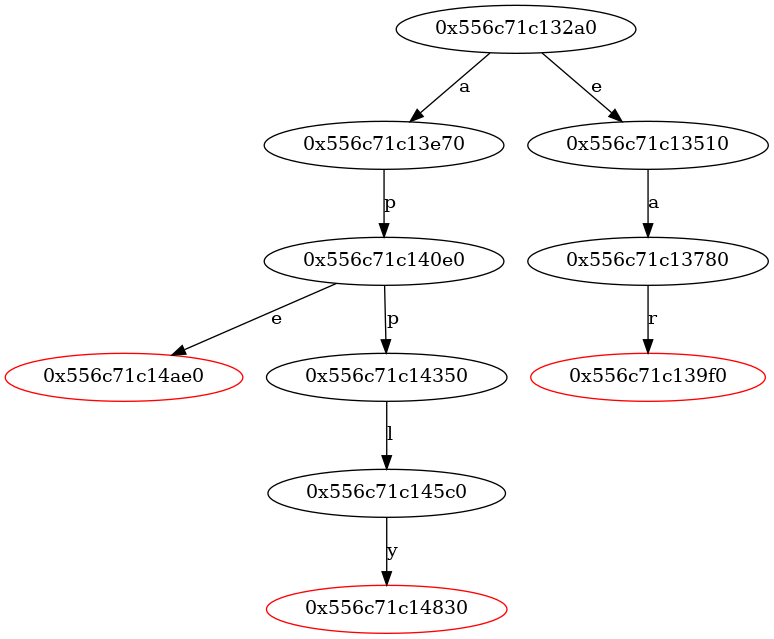 0x556c71c132a0
a e
0x556c71c13e70 0x556c71c13510
p a
0x556c71c140e0 0x556c71c13780
e p r
0x556c71c14ae0 0x556c71c14350 0x556c71c139f0
l
0x556c71c145c0
y
0x556c71c14830